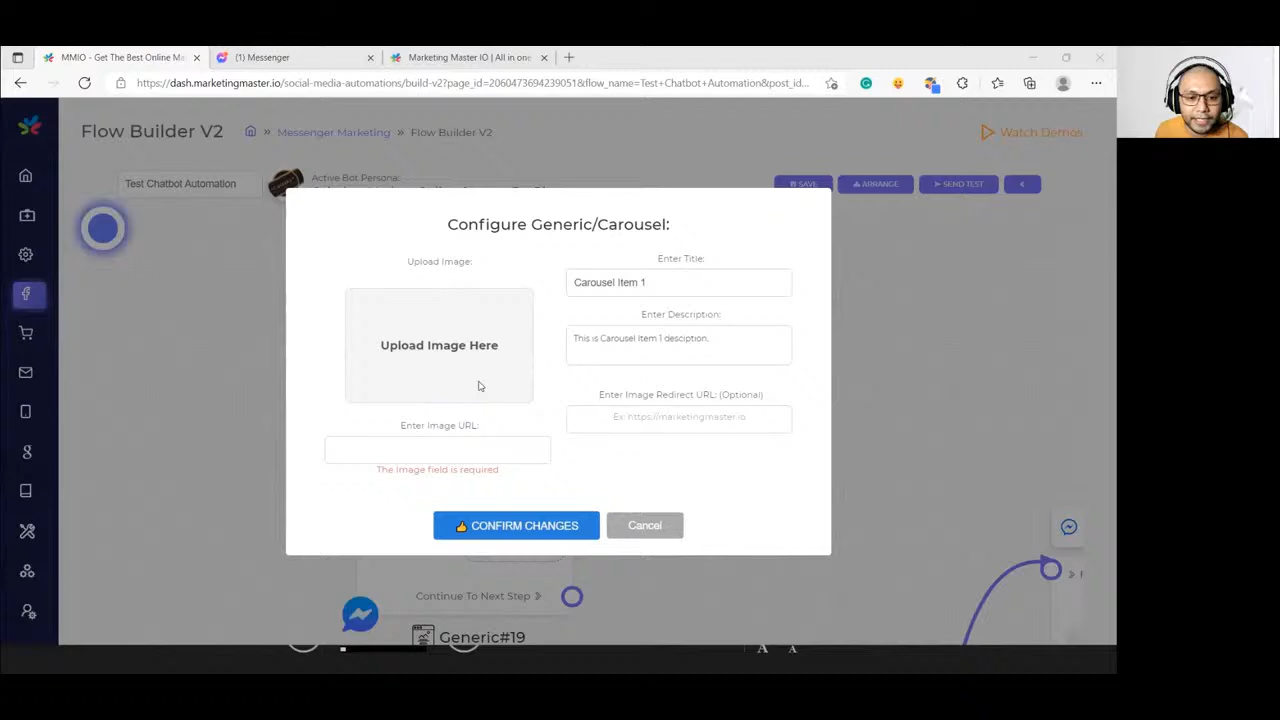 MMIO - Get The Best Online Ma
(1) Messenger
Marketing Master IO | All in one
https://dash.marketingmaster.io/social-media-automations/build-v2?page_id=2060473694239051&flow_name=Test+Chatbot+Automation&post_id...
Flow Builder V2
» Messenger Marketing » Flow Builder V2
Watch Demos
Test Chatbot Automation
Active Bot Persona:
SAVE
ARRANGE
SEND TEST
Configure Generic/Carousel:
Upload Image:
Upload Image Here
Enter Image URL:
The Image field is required
Enter Title:
Carousel Item 1
Enter Description:
This is Carousel Item 1 desciption.
Enter Image Redirect URL: (Optional)
Ex: https://marketingmaster.io
CONFIRM CHANGES
Cancel
Continue To Next Step
Generic#19
A A